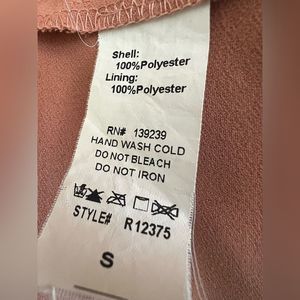 Shell:
100%Polyester
Lining:
100%Polyester
RN# 139239
HAND WASH COLD
DO NOT BLEACH
DO NOT IRON
STYLE# R12375
S